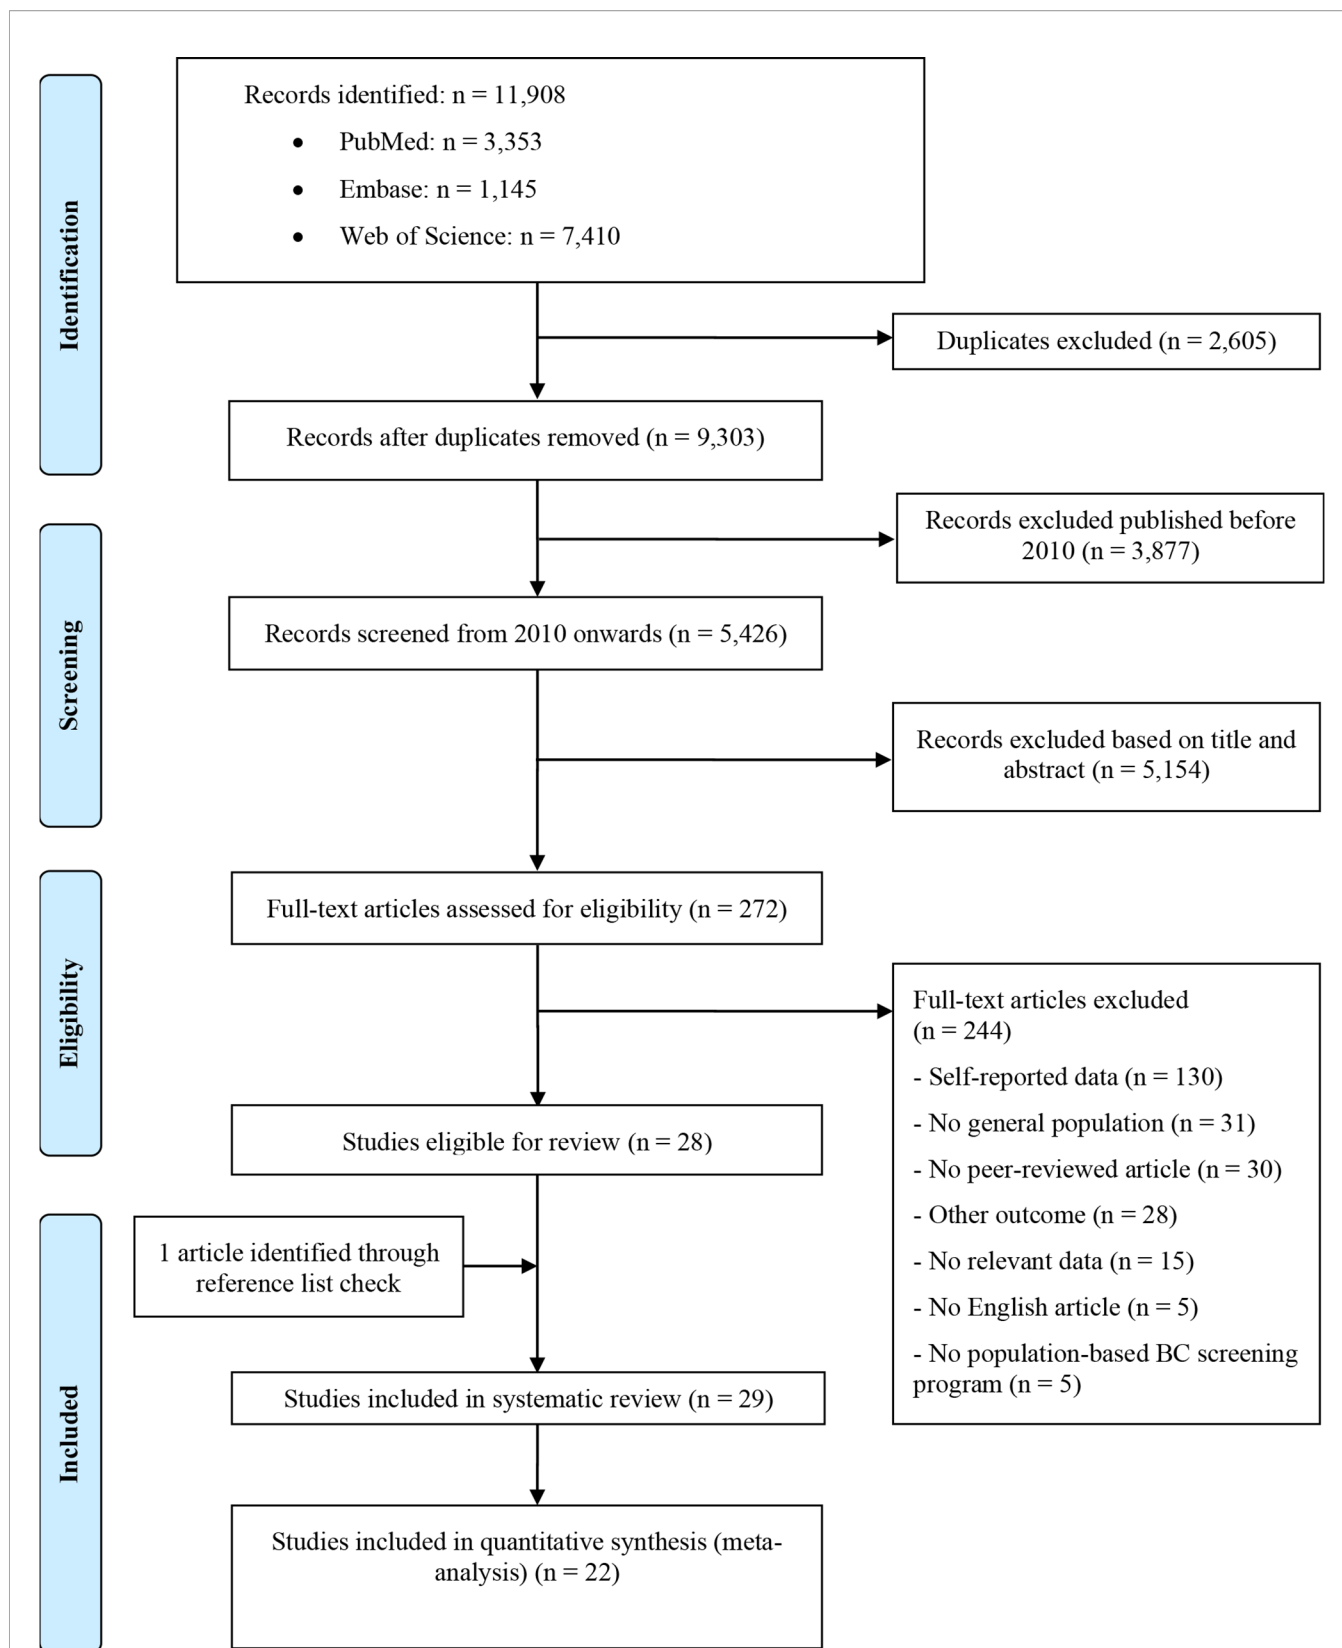 Identification
Records identified: n = 11,908
• PubMed: n = 3,353
• Embase: n = 1,145
• Web of Science: n = 7,410
Duplicates excluded (n = 2,605)
Records after duplicates removed (n = 9,303)
Screening
Records excluded published before
2010 (n = 3,877)
Records screened from 2010 onwards (n = 5,426)
Records excluded based on title and
abstract (n = 5,154)
Eligibility
Full-text articles assessed for eligibility (n = 272)
Full-text articles excluded
(n = 244)
- Self-reported data (n = 130)
- No general population (n = 31)
- No peer-reviewed article (n = 30)
- Other outcome (n = 28)
- No relevant data (n = 15)
- No English article (n = 5)
- No population-based BC screening
program (n = 5)
Studies eligible for review (n = 28)
Included
1 article identified through
reference list check
Studies included in systematic review (n = 29)
Studies included in quantitative synthesis (meta-
analysis) (n = 22)